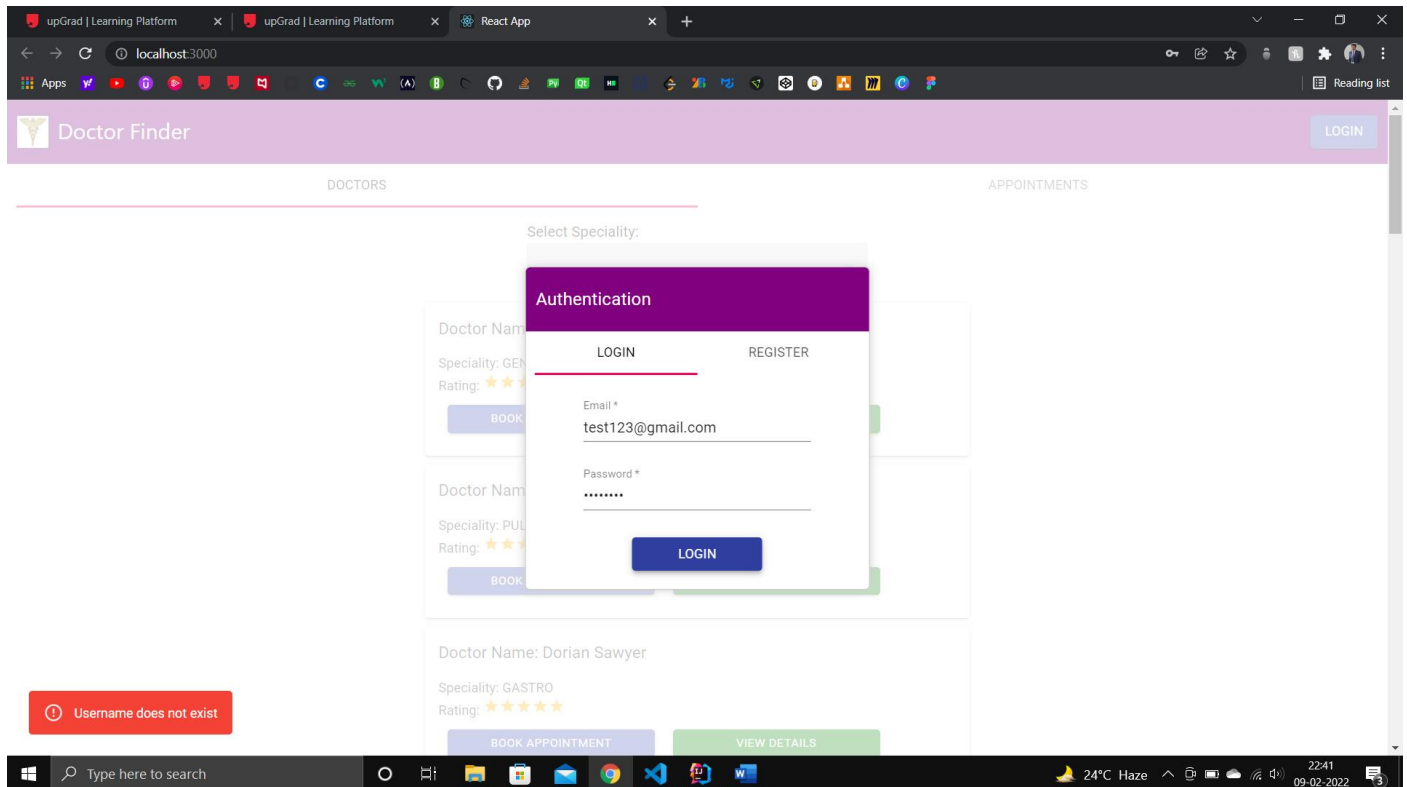 upGrad | Learning Platform
upGrad | Learning Platform
React App
localhost:3000
Apps
Reading list
Doctor Finder
LOGIN
DOCTORS
APPOINTMENTS
Select Speciality:
Authentication
LOGIN
REGISTER
Email *
test123@gmail.com
Password *
••••••••
LOGIN
Doctor Nam
Speciality: GEN
Rating:
BOOK
Doctor Nam
Speciality: PUL
Rating:
BOOK
Doctor Name: Dorian Sawyer
Speciality: GASTRO
Rating:
BOOK APPOINTMENT
VIEW DETAILS
Username does not exist
Type here to search
24°C Haze
22:41
09-02-2022
3